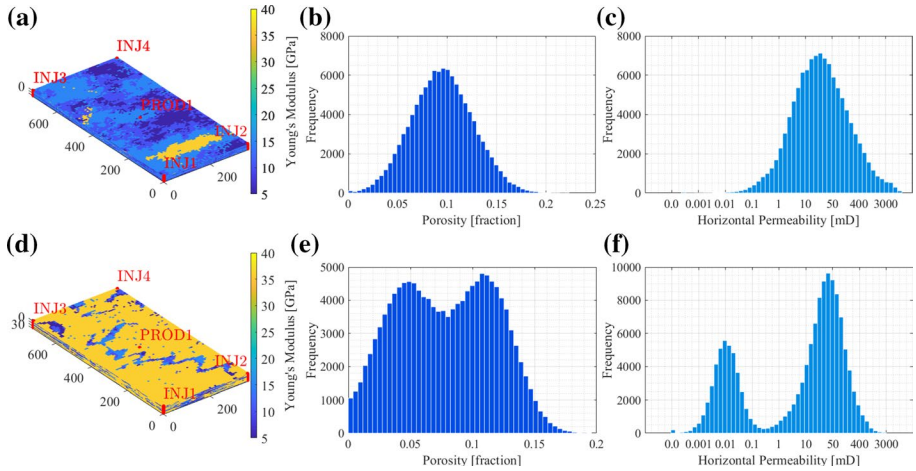 (a)
INJ4
INJ3
PROD1
INJ2
INJ1
0
600
400
200
0
0
200
40
35
30
25
20
15
10
5
Young's Modulus [GPa]
(b)
8000
6000
4000
2000
0
Frequency
0 0.05 0.1 0.15 0.2 0.25
Porosity [fraction]
(c)
8000
6000
4000
2000
0
Frequency
0.0 0.0001 0.01 0.1 1 10 50 400 3000
Horizontal Permeability [mD]
(d)
INJ4
INJ3
PROD1
INJ2
INJ1
0
30
600
400
200
0
0
200
40
35
30
25
20
15
10
5
Young's Modulus [GPa]
(e)
5000
4000
3000
2000
1000
0
Frequency
0 0.05 0.1 0.15 0.2
Porosity [fraction]
(f)
10000
8000
6000
4000
2000
0
Frequency
0.0 0.0001 0.01 0.1 1 10 50 400 3000
Horizontal Permeability [mD]